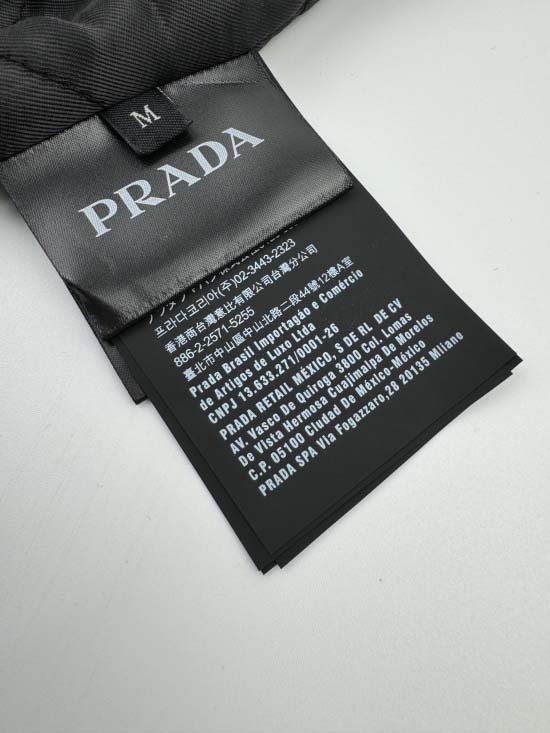 M
PRADA
프라다코리아(주)02-3443-2323
香港商台灣薏比有限公司台灣分公司
886-2-2571-5255
臺北市中山區中山北路二段44號12樓A室
Prada Brasil Importação e Comércio
de Artigos de Luxo Ltda
CNPJ 13.633.271/0001-26
PRADA RETAIL MÉXICO, S DE RL DE CV
AV. Vasco De Quiroga 3800 Col. Lomas
De Vista Hermosa Cuajimalpa De Morelos
C.P. 05100 Ciudad De México-México
PRADA SPA Via Fogazzaro,28 20135 Milano